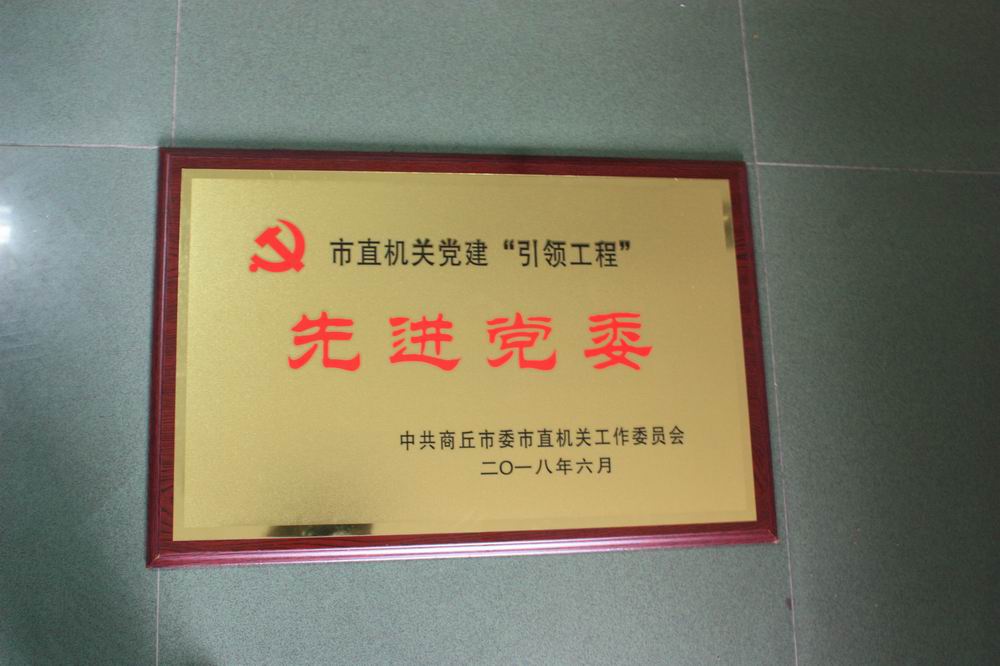 市直机关党建“引领工程”
先进党委
中共商丘市委市直机关工作委员会
二〇一八年六月